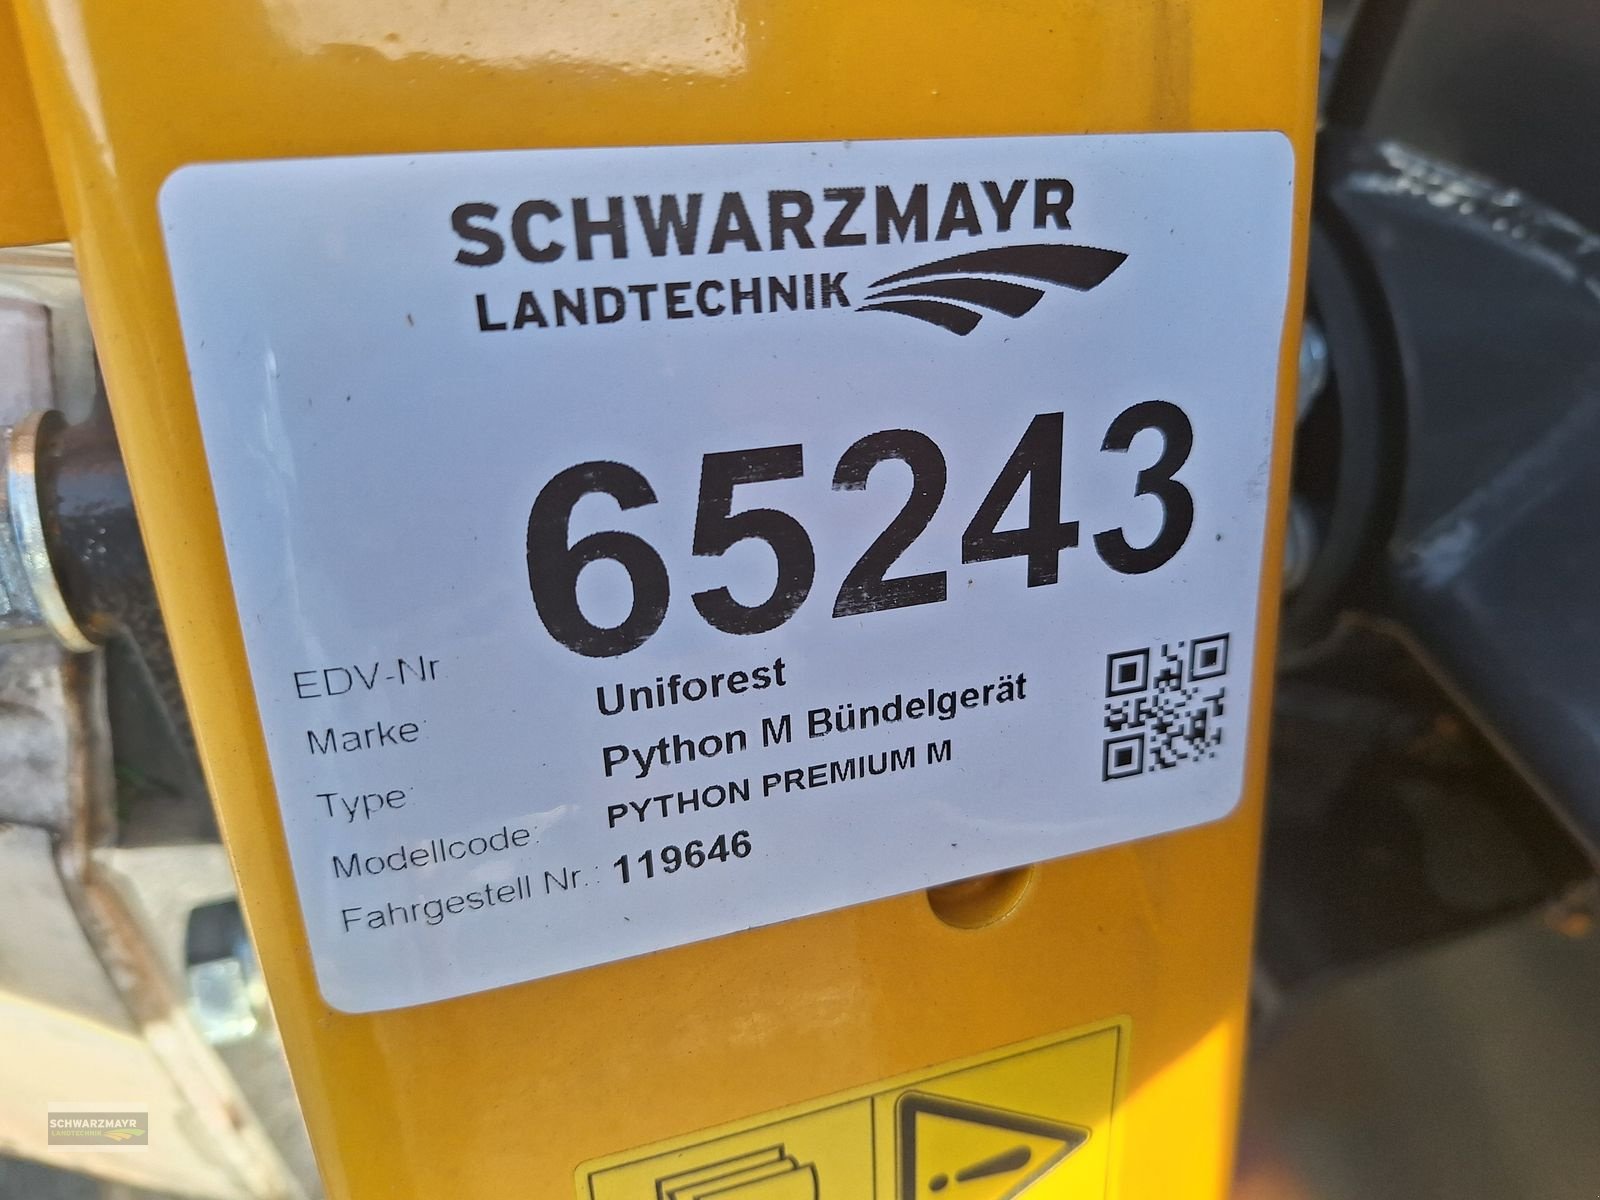 SCHWARZMAYR
LANDTECHNIK
EDV-Nr 65243
Marke: Uniforest
Type: Python M Bündelgerät
Modellcode: PYTHON PREMIUM M
Fahrgestell Nr.: 119646
SCHWARZMAYR
LANDTECHNIK